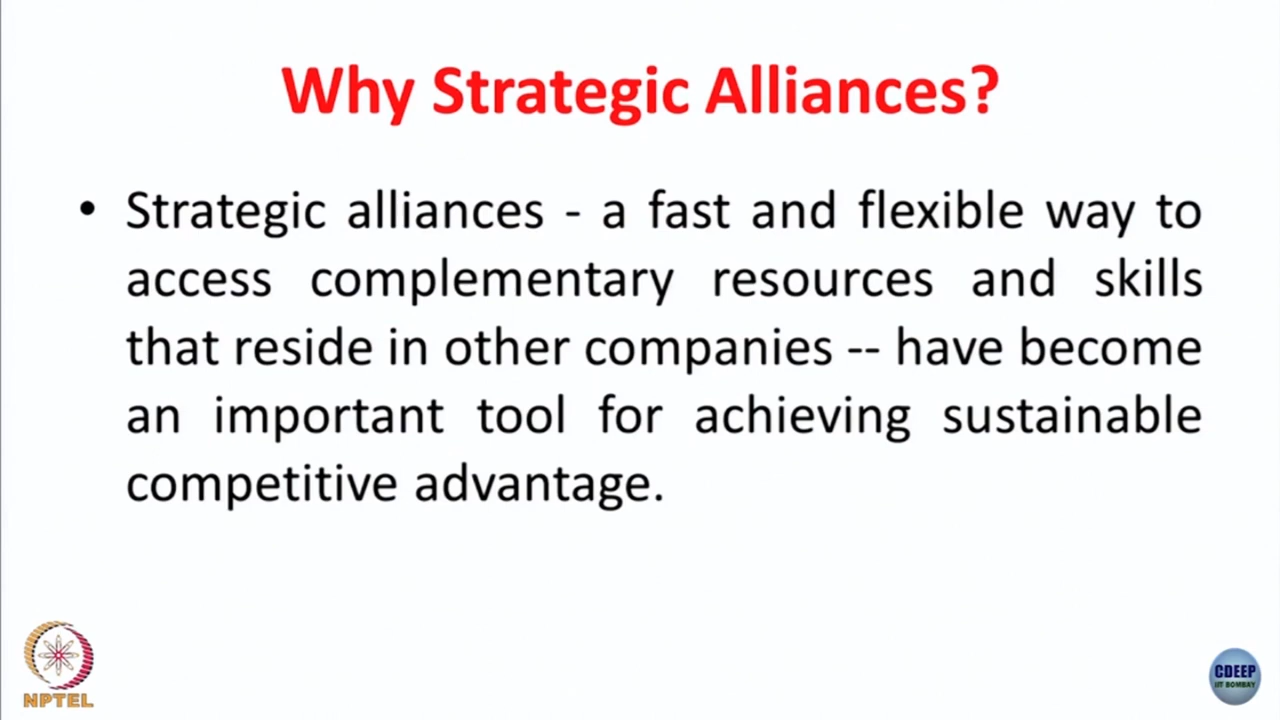 Why Strategic Alliances?
• Strategic alliances - a fast and flexible way to
access complementary resources and skills
that reside in other companies -- have become
an important tool for achieving sustainable
competitive advantage.
NPTEL
CDEEP
IIT BOMBAY